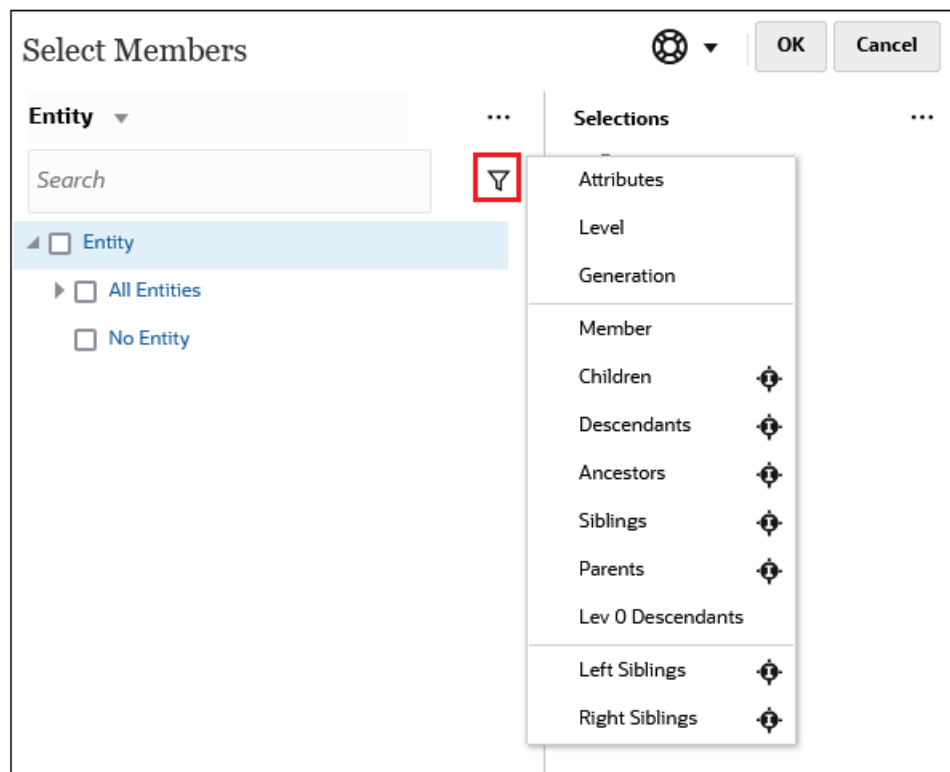 Select Members
OK
Cancel
Entity
Selections
Search
Entity
All Entities
No Entity
Attributes
Level
Generation
Member
Children
Descendants
Ancestors
Siblings
Parents
Lev 0 Descendants
Left Siblings
Right Siblings